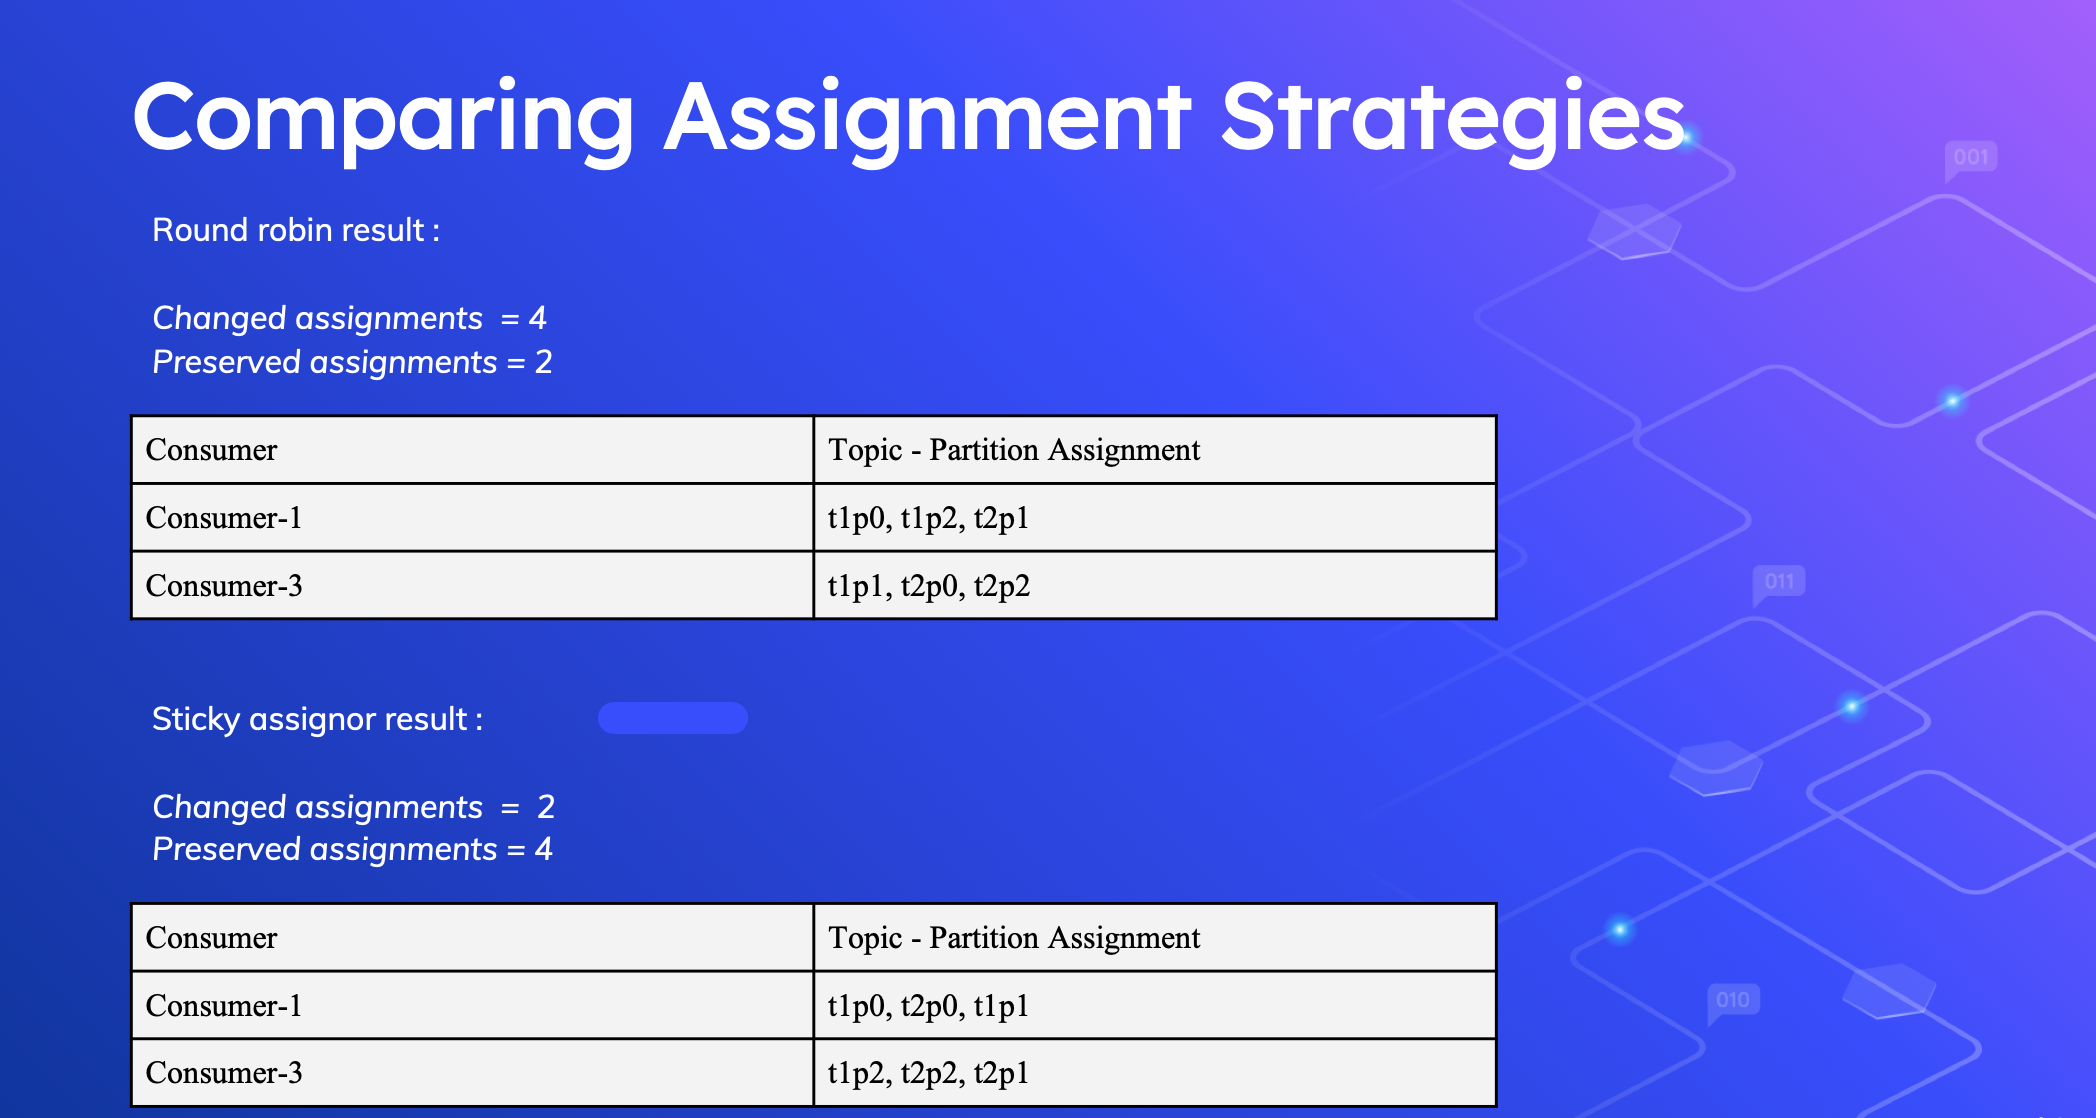 Comparing Assignment Strategies
001
Round robin result :
Changed assignments = 4
Preserved assignments = 2
Consumer Topic - Partition Assignment
Consumer-1 t1p0, t1p2, t2p1
Consumer-3 t1p1, t2p0, t2p2
011
Sticky assignor result :
Changed assignments = 2
Preserved assignments = 4
Consumer Topic - Partition Assignment
Consumer-1 t1p0, t2p0, t1p1
010
Consumer-3 t1p2, t2p2, t2p1